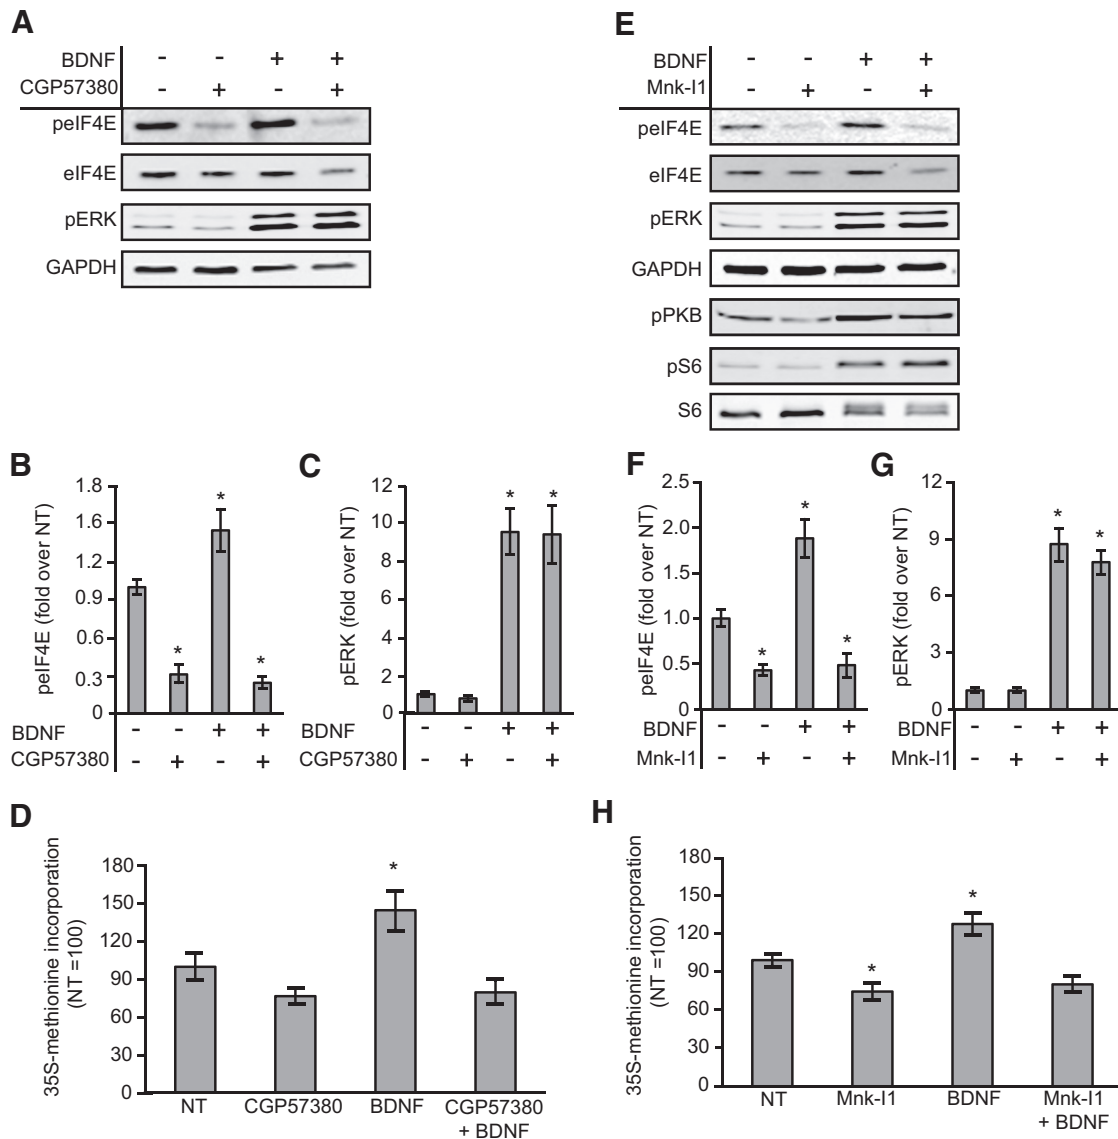 A
BDNF - - + +
CGP57380 - + - +
peIF4E
eIF4E
pERK
GAPDH
E
BDNF - - + +
Mnk-I1 - + - +
peIF4E
eIF4E
pERK
GAPDH
pPKB
pS6
S6
B
peIF4E (fold over NT)
1.8
1.6
1.2
0.9
0.6
0.3
0
* * *
BDNF - - + +
CGP57380 - + - +
C
pERK (fold over NT)
12
10
8
6
4
2
0
* *
BDNF - - + +
CGP57380 - + - +
F
peIF4E (fold over NT)
2.5
2.0
1.5
1.0
0.5
0
* * *
BDNF - - + +
Mnk-I1 - + - +
G
pERK (fold over NT)
12
9
6
3
0
* *
BDNF - - + +
Mnk-I1 - + - +
D
35S-methionine incorporation
(NT =100)
180
150
120
90
60
30
0
*
NT CGP57380 BDNF CGP57380
+ BDNF
H
35S-methionine incorporation
(NT =100)
180
150
120
90
60
30
0
* *
NT Mnk-I1 BDNF Mnk-I1
+ BDNF